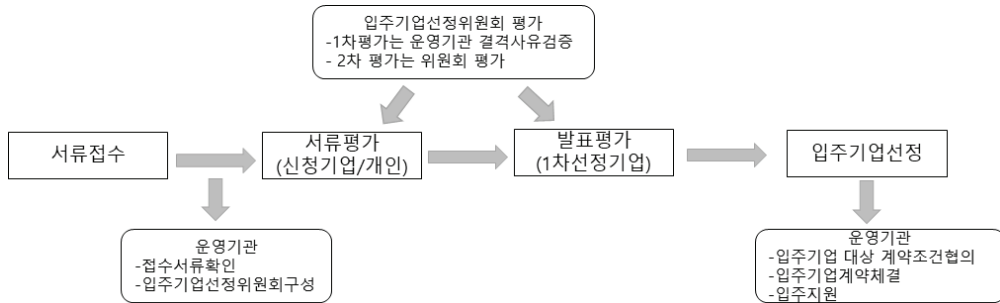 입주기업선정위원회 평가
-1차평가는 운영기관 결격사유검증
- 2차 평가는 위원회 평가
서류접수
서류평가
(신청기업/개인)
발표평가
(1차선정기업)
입주기업선정
운영기관
-접수서류확인
-입주기업선정위원회구성
운영기관
-입주기업 대상 계약조건협의
-입주기업계약체결
-입주지원